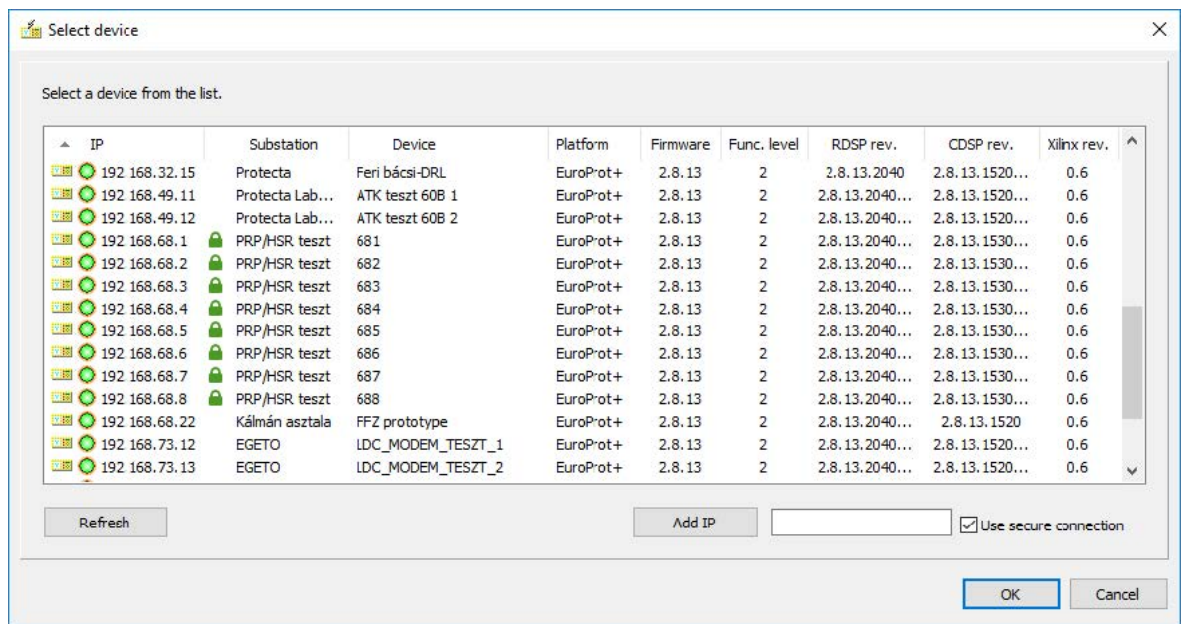 Select device
Select a device from the list.
IP Substation Device Platform Firmware Func. level RDSP rev. CDSP rev. Xilinx rev.
192.168.32.15 Protecta Feri bácsi-DRL EuroProt+ 2.8.13 2 2.8.13.2040 2.8.13.1520... 0.6
192.168.49.11 Protecta Lab... ATK teszt 60B 1 EuroProt+ 2.8.13 2 2.8.13.2040... 2.8.13.1520... 0.6
192.168.49.12 Protecta Lab... ATK teszt 60B 2 EuroProt+ 2.8.13 2 2.8.13.2040... 2.8.13.1520... 0.6
192.168.68.1 PRP/HSR teszt 681 EuroProt+ 2.8.13 2 2.8.13.2040... 2.8.13.1530... 0.6
192.168.68.2 PRP/HSR teszt 682 EuroProt+ 2.8.13 2 2.8.13.2040... 2.8.13.1530... 0.6
192.168.68.3 PRP/HSR teszt 683 EuroProt+ 2.8.13 2 2.8.13.2040... 2.8.13.1530... 0.6
192.168.68.4 PRP/HSR teszt 684 EuroProt+ 2.8.13 2 2.8.13.2040... 2.8.13.1530... 0.6
192.168.68.5 PRP/HSR teszt 685 EuroProt+ 2.8.13 2 2.8.13.2040... 2.8.13.1530... 0.6
192.168.68.6 PRP/HSR teszt 686 EuroProt+ 2.8.13 2 2.8.13.2040... 2.8.13.1530... 0.6
192.168.68.7 PRP/HSR teszt 687 EuroProt+ 2.8.13 2 2.8.13.2040... 2.8.13.1530... 0.6
192.168.68.8 PRP/HSR teszt 688 EuroProt+ 2.8.13 2 2.8.13.2040... 2.8.13.1530... 0.6
192.168.68.22 Kálmán asztala FFZ prototype EuroProt+ 2.8.13 2 2.8.13.2040... 2.8.13.1520 0.6
192.168.73.12 EGETO LDC_MODEM_TESZT_1 EuroProt+ 2.8.13 2 2.8.13.2040... 2.8.13.1520... 0.6
192.168.73.13 EGETO LDC_MODEM_TESZT_2 EuroProt+ 2.8.13 2 2.8.13.2040... 2.8.13.1520... 0.6
Refresh Add IP Use secure connection
OK Cancel